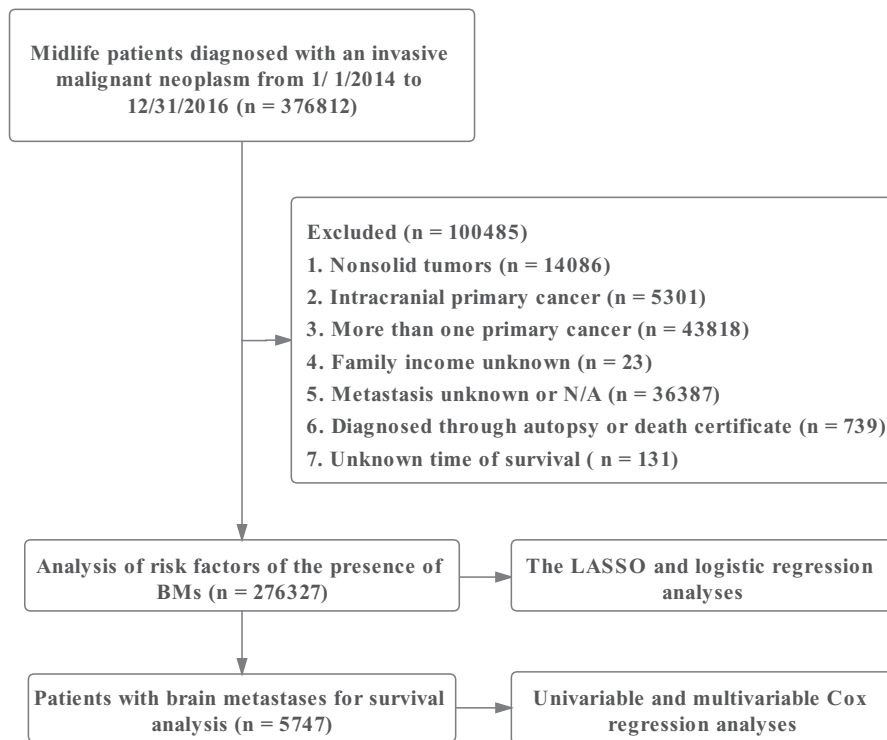 Midlife patients diagnosed with an invasive
malignant neoplasm from 1/ 1/2014 to
12/31/2016 (n = 376812)
Excluded (n = 100485)
1. Nonsolid tumors (n = 14086)
2. Intracranial primary cancer (n = 5301)
3. More than one primary cancer (n = 43818)
4. Family income unknown (n = 23)
5. Metastasis unknown or N/A (n = 36387)
6. Diagnosed through autopsy or death certificate (n = 739)
7. Unknown time of survival ( n = 131)
Analysis of risk factors of the presence of
BMs (n = 276327)
The LASSO and logistic regression
analyses
Patients with brain metastases for survival
analysis (n = 5747)
Univariable and multivariable Cox
regression analyses